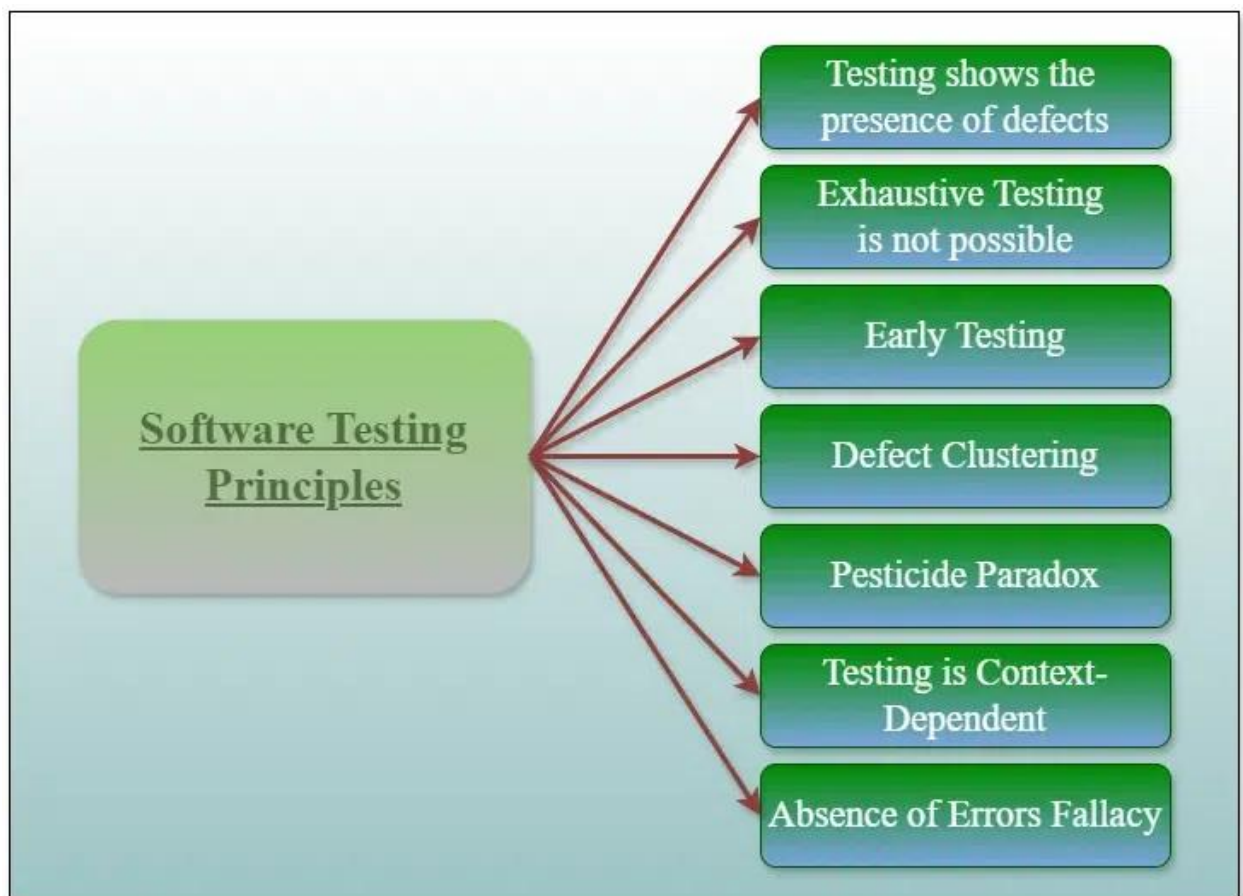 Software Testing
Principles
Testing shows the
presence of defects
Exhaustive Testing
is not possible
Early Testing
Defect Clustering
Pesticide Paradox
Testing is Context-
Dependent
Absence of Errors Fallacy